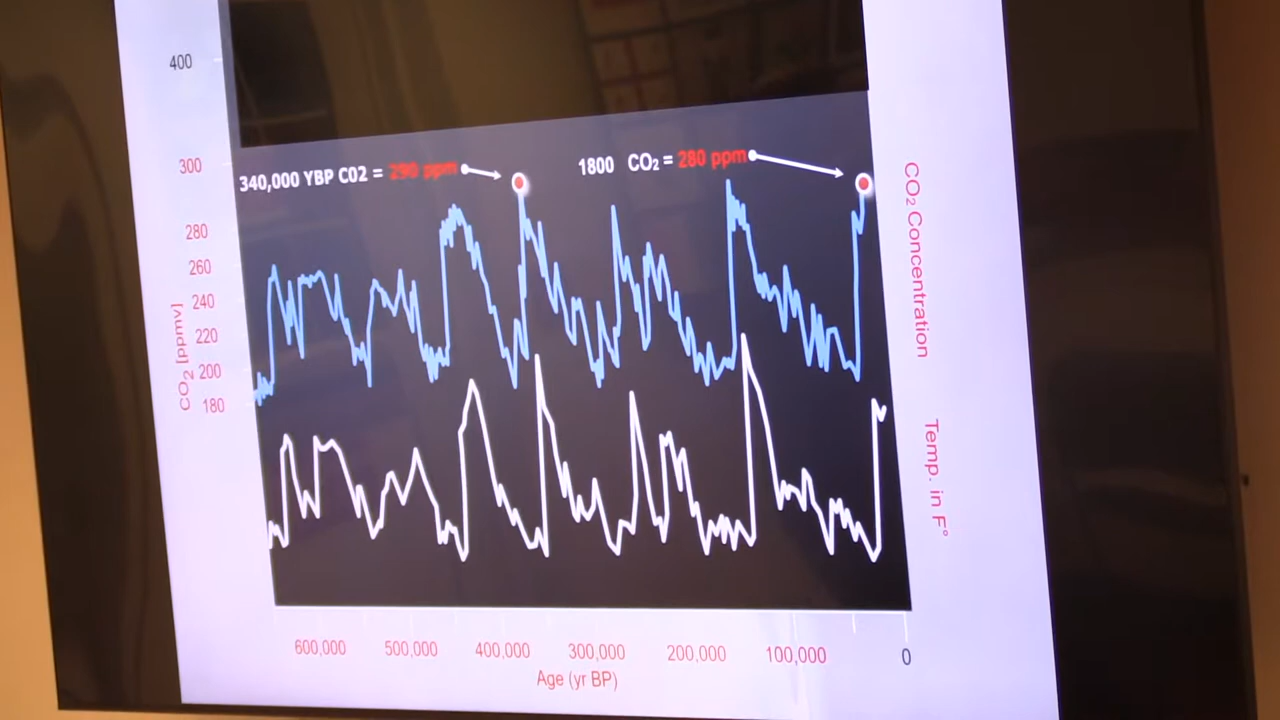 400
300
280
260
240
220
200
180
CO2 [ppmv]
340,000 YBP C02 = 290 ppm
1800 CO₂ = 280 ppm
CO₂ Concentration
Temp. in F°
600,000 500,000 400,000 300,000 200,000 100,000 0
Age (yr BP)